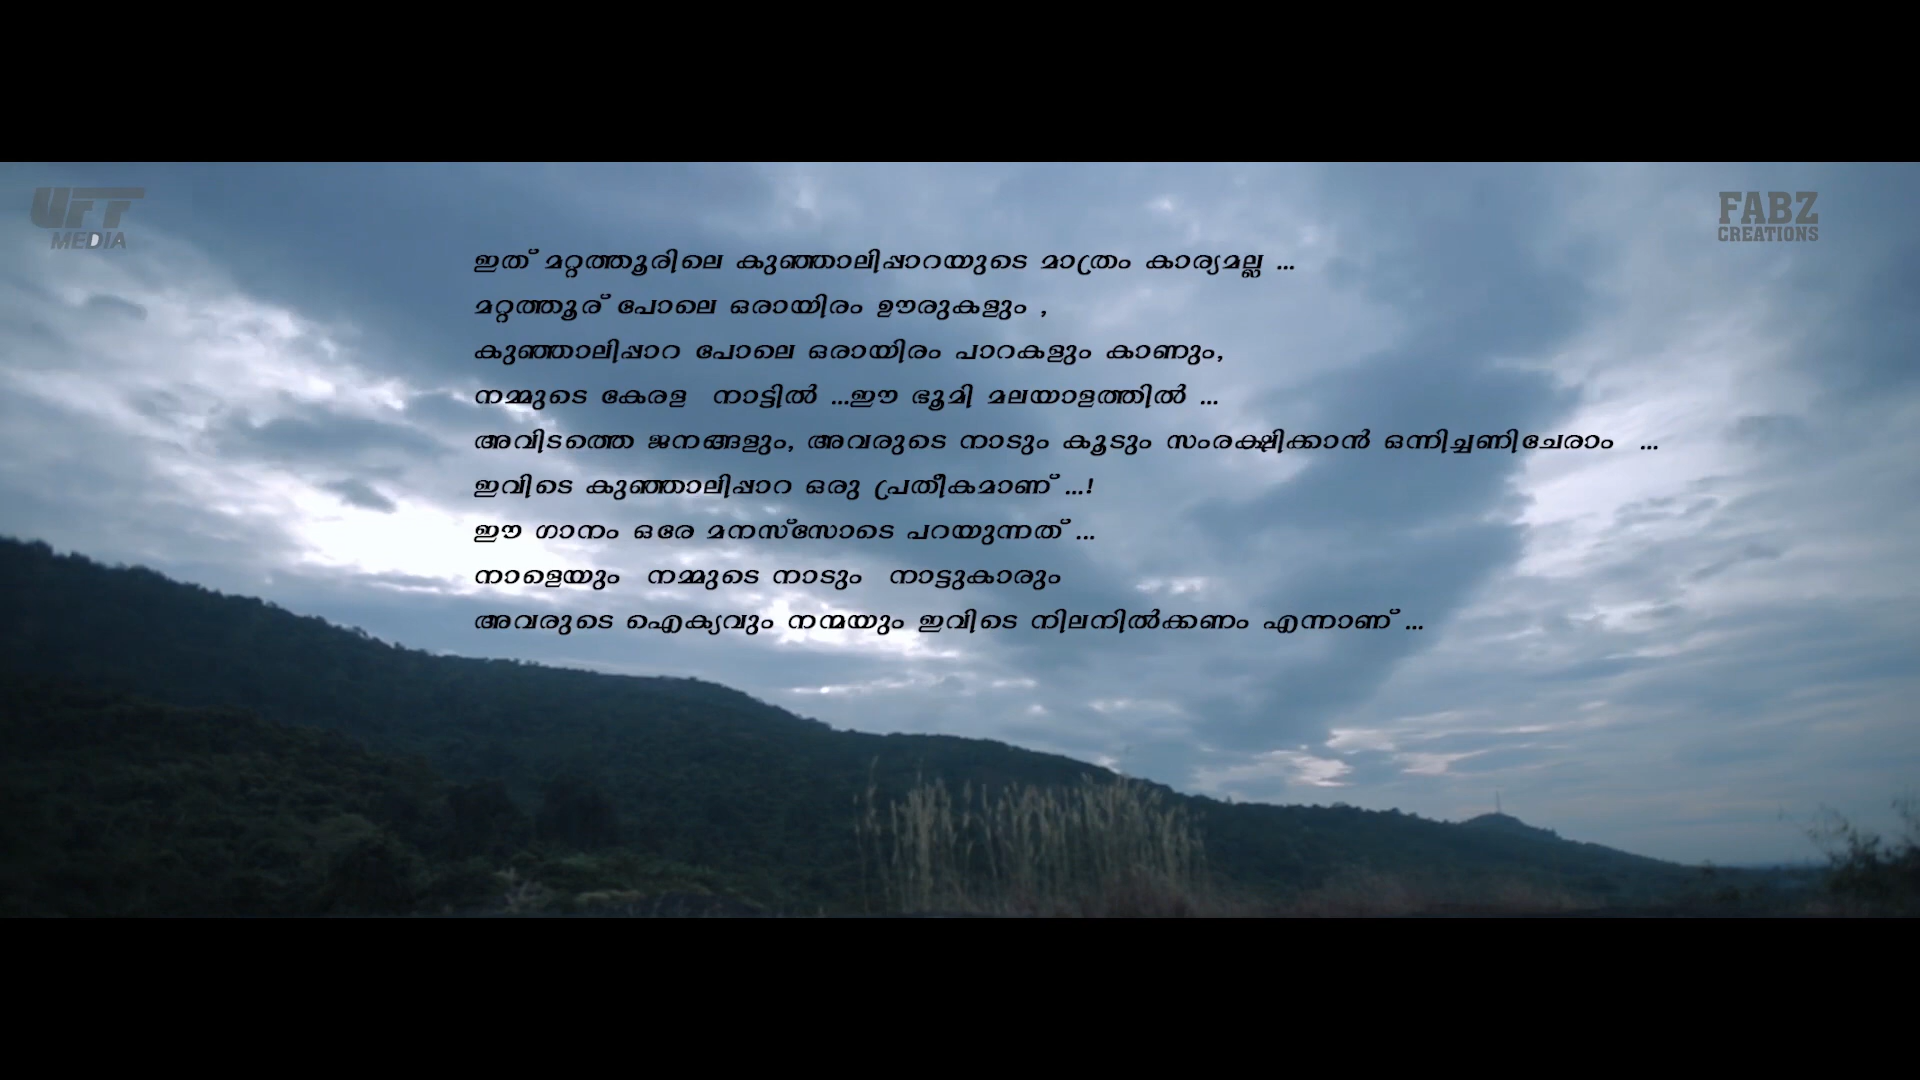 UFF MEDIA
FABZ
CREATIONS
ഇത് മറ്റത്തൂരിലെ കുഞ്ഞാലിപ്പാറയുടെ മാത്രം കാര്യമല്ല ...
മറ്റത്തൂര് പോലെ ഒരായിരം ഊരുകളും ,
കുഞ്ഞാലിപ്പാറ പോലെ ഒരായിരം പാറകളും കാണും,
നമ്മുടെ കേരള നാട്ടിൽ ...ഈ ഭൂമി മലയാളത്തിൽ ...
അവിടത്തെ ജനങ്ങളും, അവരുടെ നാടും കൂടും സംരക്ഷിക്കാൻ ഒന്നിച്ചണിചേരാം ...
ഇവിടെ കുഞ്ഞാലിപ്പാറ ഒരു പ്രതീകമാണ് ...!
ഈ ഗാനം ഒരേ മനസ്സോടെ പറയുന്നത് ...
നാളെയും നമ്മുടെ നാടും നാട്ടുകാരും
അവരുടെ ഐക്യവും നന്മയും ഇവിടെ നിലനിൽക്കണം എന്നാണ് ...